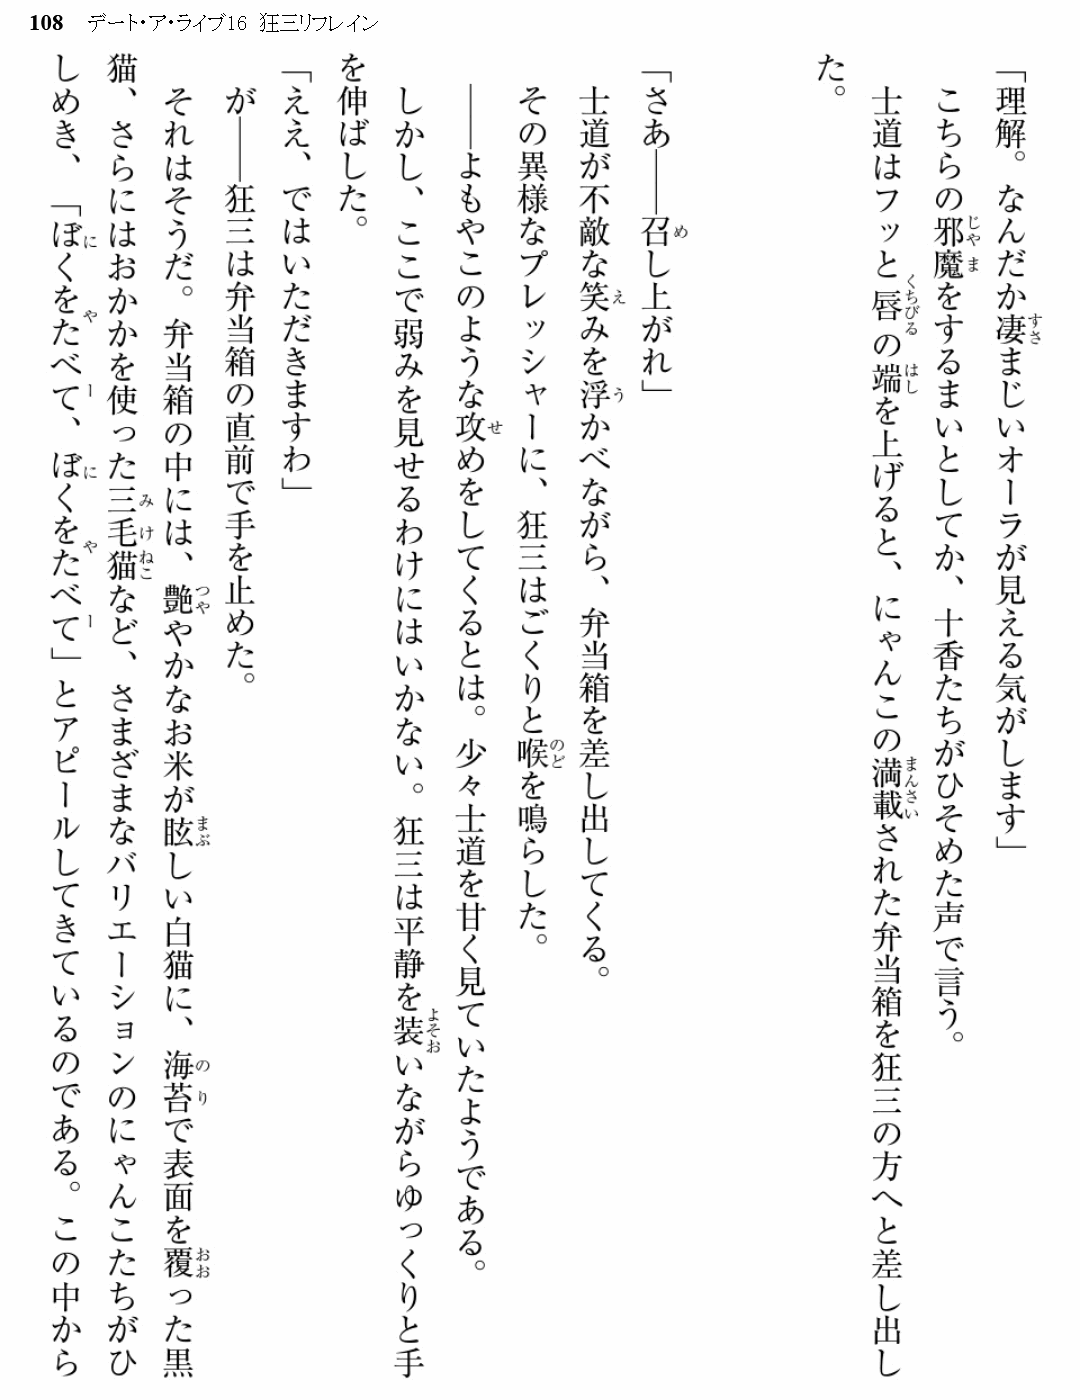 108 デート・ア・ライブ16 狂三リフレイン
「理解。なんだか凄まじいオーラが見える気がします」
こちらの邪魔をするまいとしてか、十香たちがひそめた声で言う。
士道はフッと唇の端を上げると、にゃんこの満載された弁当箱を狂三の方へと差し出し
た。
「さあ――召し上がれ」
士道が不敵な笑みを浮かべながら、弁当箱を差し出してくる。
その異様なプレッシャーに、狂三はごくりと喉を鳴らした。
――よもやこのような攻めをしてくるとは。少々士道を甘く見ていたようである。
しかし、ここで弱みを見せるわけにはいかない。狂三は平静を装いながらゆっくりと手
を伸ばした。
「ええ、ではいただきますわ」
が――狂三は弁当箱の直前で手を止めた。
それはそうだ。弁当箱の中には、艶やかなお米が眩しい白猫に、海苔で表面を覆った黒
猫、さらにはおかかを使った三毛猫など、さまざまなバリエーションのにゃんこたちがひ
しめき、「ぼくをたべて、ぼくをたべて」とアピールしてきているのである。この中から